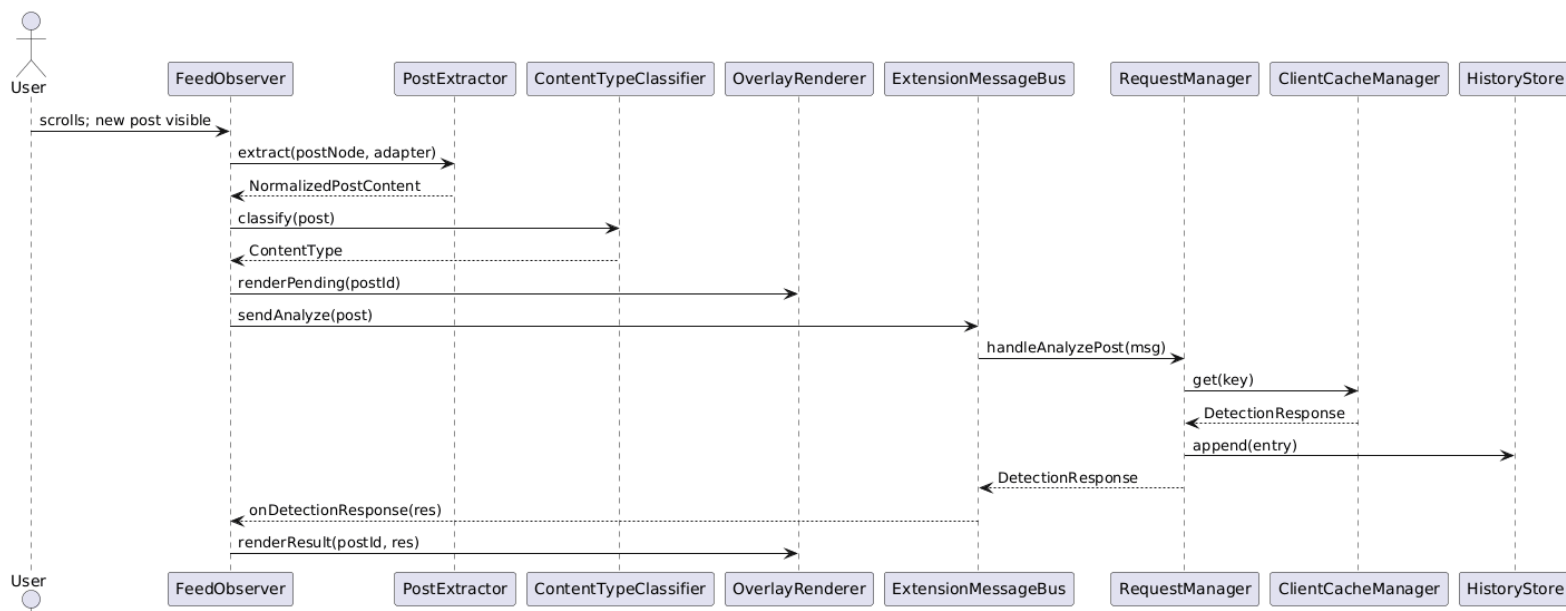 User
FeedObserver
PostExtractor
ContentTypeClassifier
OverlayRenderer
ExtensionMessageBus
RequestManager
ClientCacheManager
HistoryStore
scrolls; new post visible
extract(postNode, adapter)
NormalizedPostContent
classify(post)
ContentType
renderPending(postId)
sendAnalyze(post)
handleAnalyzePost(msg)
get(key)
DetectionResponse
append(entry)
DetectionResponse
onDetectionResponse(res)
renderResult(postId, res)
User
FeedObserver
PostExtractor
ContentTypeClassifier
OverlayRenderer
ExtensionMessageBus
RequestManager
ClientCacheManager
HistoryStore